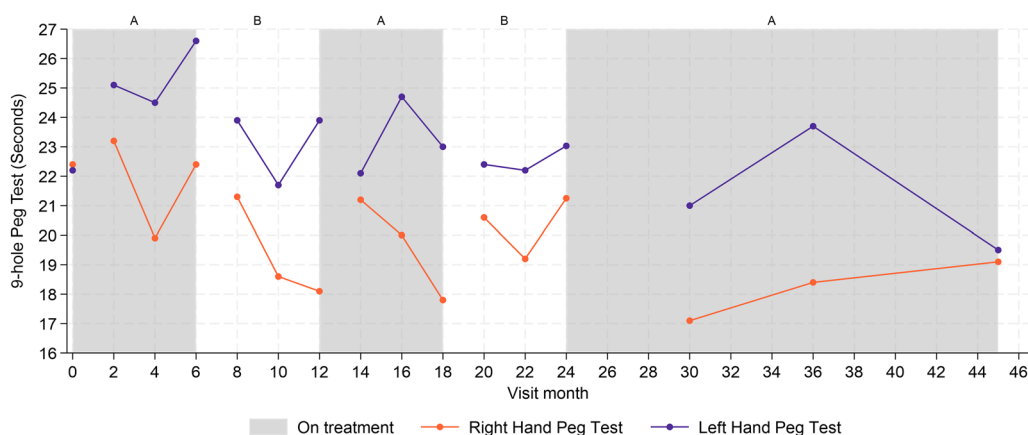 A B A B A
27
26
25
24
23
22
21
20
19
18
17
16
9-hole Peg Test (Seconds)
0 2 4 6 8 10 12 14 16 18 20 22 24 26 28 30 32 34 36 38 40 42 44 46
Visit month
On treatment Right Hand Peg Test Left Hand Peg Test